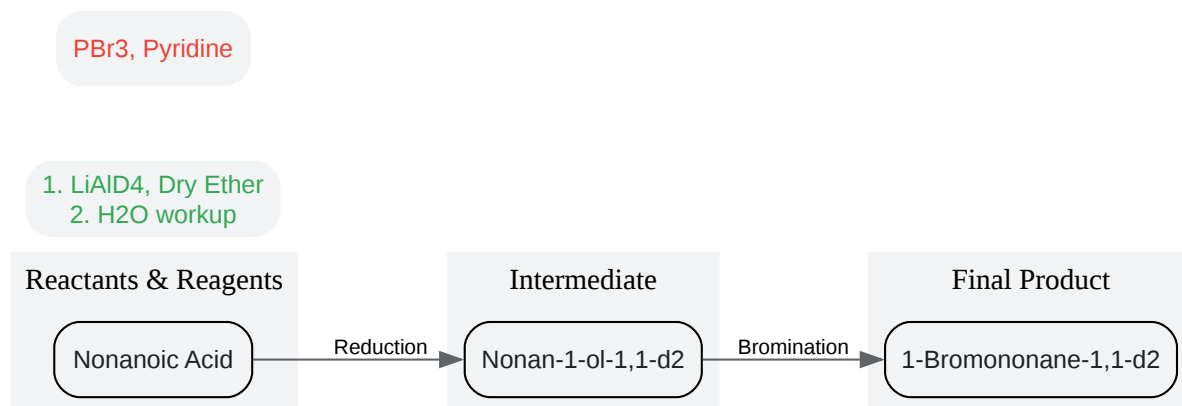 PBr3, Pyridine
1. LiAlD4, Dry Ether
2. H2O workup
Reactants & Reagents
Intermediate
Final Product
Nonanoic Acid
Reduction
Nonan-1-ol-1,1-d2
Bromination
1-Bromononane-1,1-d2